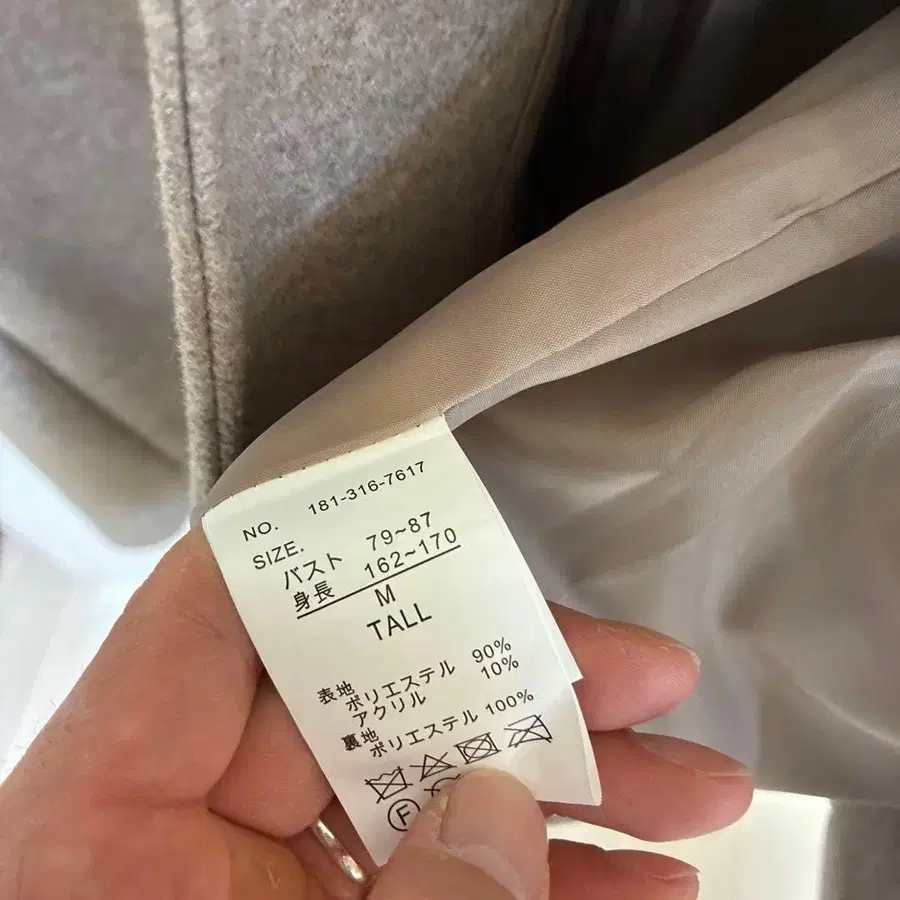 NO. 181-316-7617
SIZE.
バスト 79~87
身長 162~170
M
TALL
表地
ポリエステル 90%
アクリル 10%
裏地
ポリエステル 100%
F